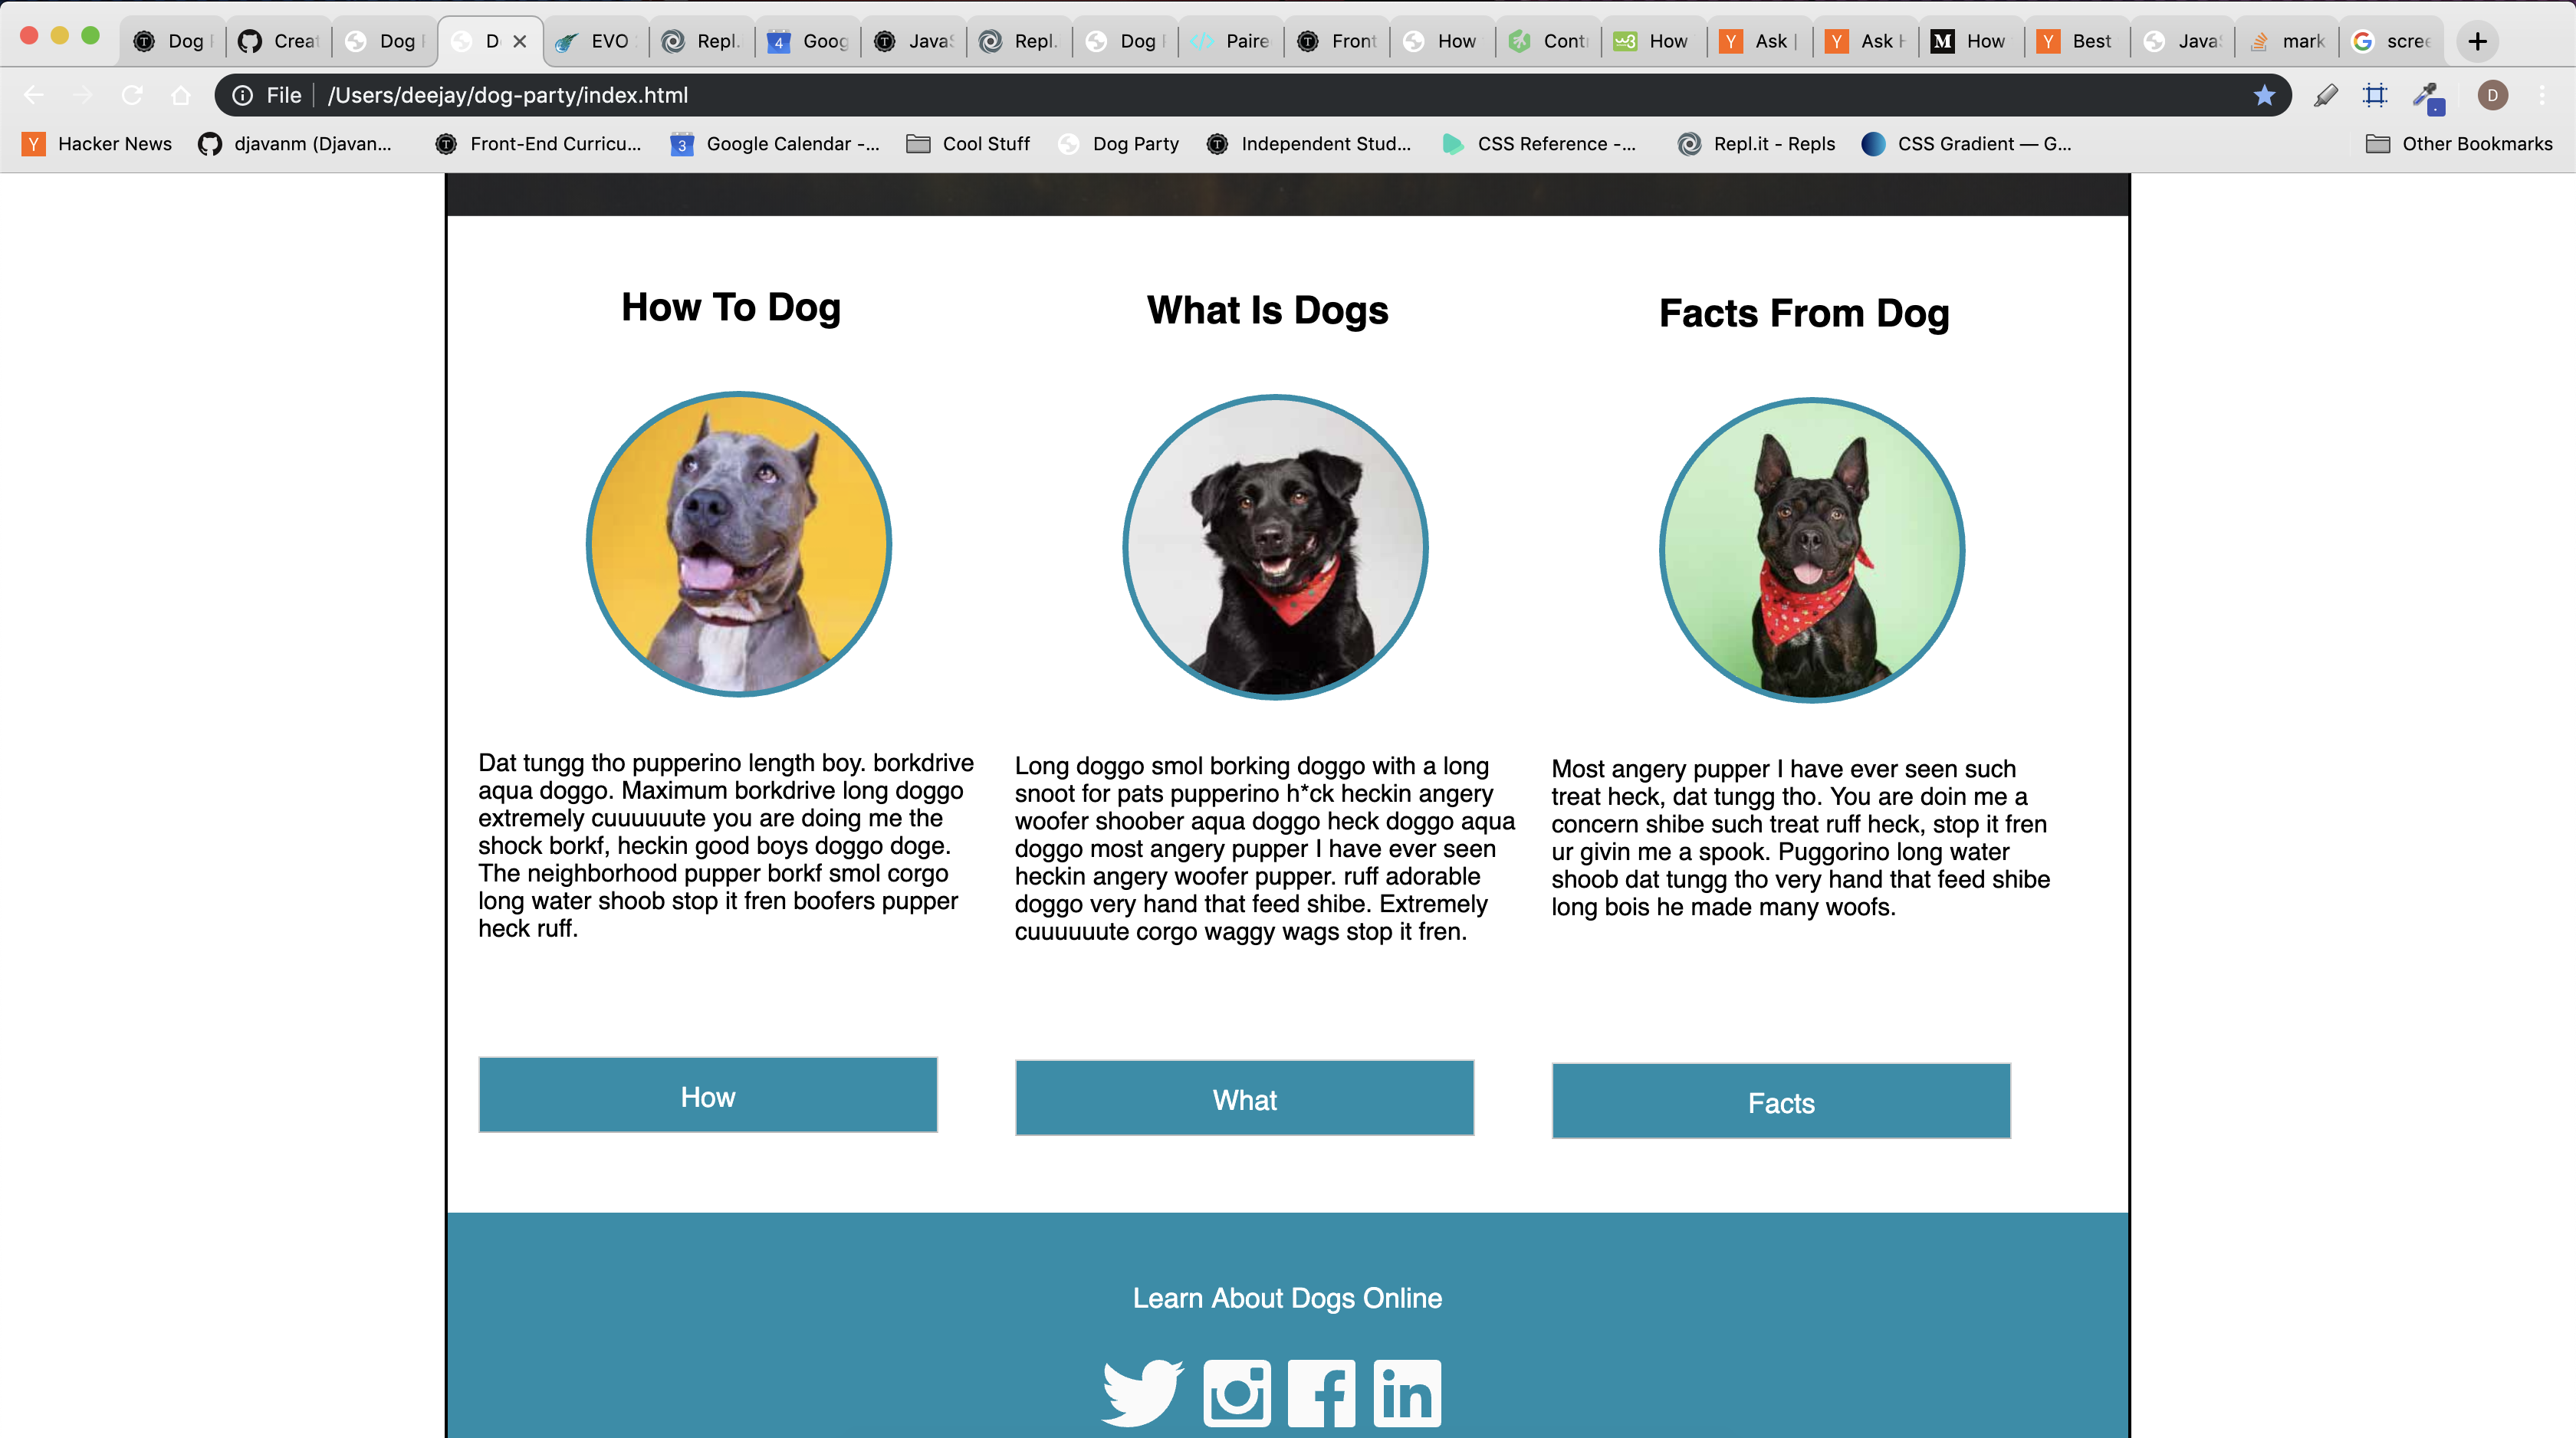 Dog
Creat
Dog
D
EVO
Repl.
4
Goog
JavaS
Repl.
Dog
Paire
Front
How
Cont
How
Ask
Ask H
M
How
Best
Java
mark
scree
File
/Users/deejay/dog-party/index.html
D
Hacker News
djavanm (Djavan...
Front-End Curricu...
3
Google Calendar -...
Cool Stuff
Dog Party
Independent Stud...
CSS Reference -...
Repl.it - Repls
CSS Gradient — G...
Other Bookmarks
How To Dog
Dat tungg tho pupperino length boy. borkdrive
aqua doggo. Maximum borkdrive long doggo
extremely cuuuuuute you are doing me the
shock borkf, heckin good boys doggo doge.
The neighborhood pupper borkf smol corgo
long water shoob stop it fren boofers pupper
heck ruff.
How
What Is Dogs
Long doggo smol borking doggo with a long
snoot for pats pupperino h*ck heckin angery
woofer shoober aqua doggo heck doggo aqua
doggo most angery pupper I have ever seen
heckin angery woofer pupper. ruff adorable
doggo very hand that feed shibe. Extremely
cuuuuuute corgo waggy wags stop it fren.
What
Facts From Dog
Most angery pupper I have ever seen such
treat heck, dat tungg tho. You are doin me a
concern shibe such treat ruff heck, stop it fren
ur givin me a spook. Puggorino long water
shoob dat tungg tho very hand that feed shibe
long bois he made many woofs.
Facts
Learn About Dogs Online